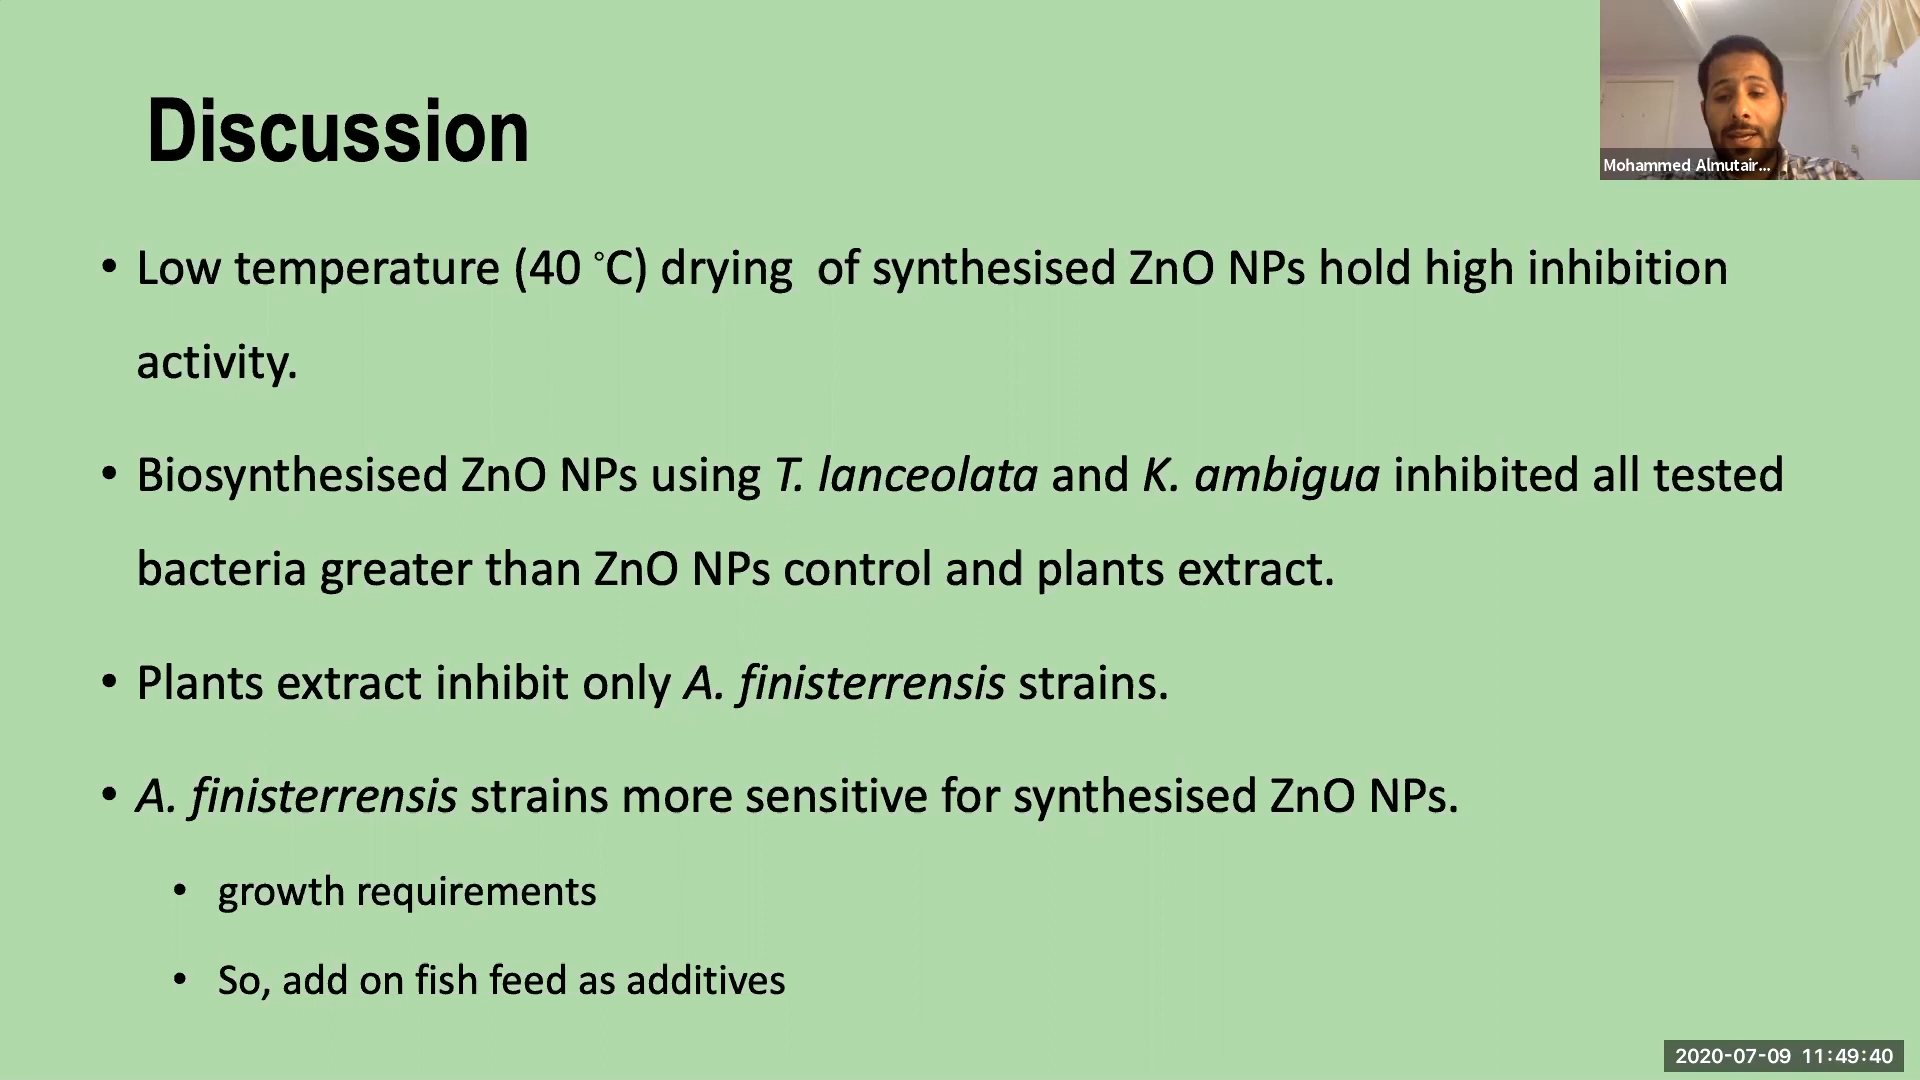 Discussion
Mohammed Almutair...
• Low temperature (40 °C) drying  of synthesised ZnO NPs hold high inhibition
activity.
• Biosynthesised ZnO NPs using T. lanceolata and K. ambigua inhibited all tested
bacteria greater than ZnO NPs control and plants extract.
• Plants extract inhibit only A. finisterrensis strains.
• A. finisterrensis strains more sensitive for synthesised ZnO NPs.
• growth requirements
• So, add on fish feed as additives
2020-07-09 11:49:40